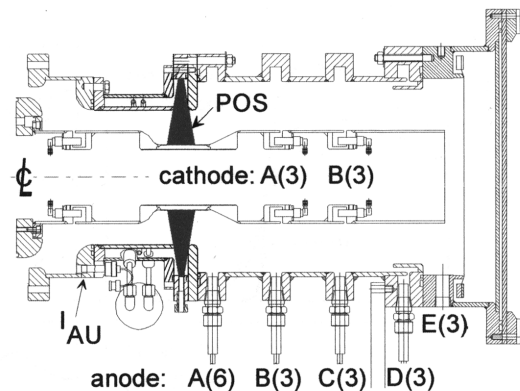 POS
℄
cathode: A(3) B(3)
I AU
E(3)
anode: A(6) B(3) C(3) D(3)